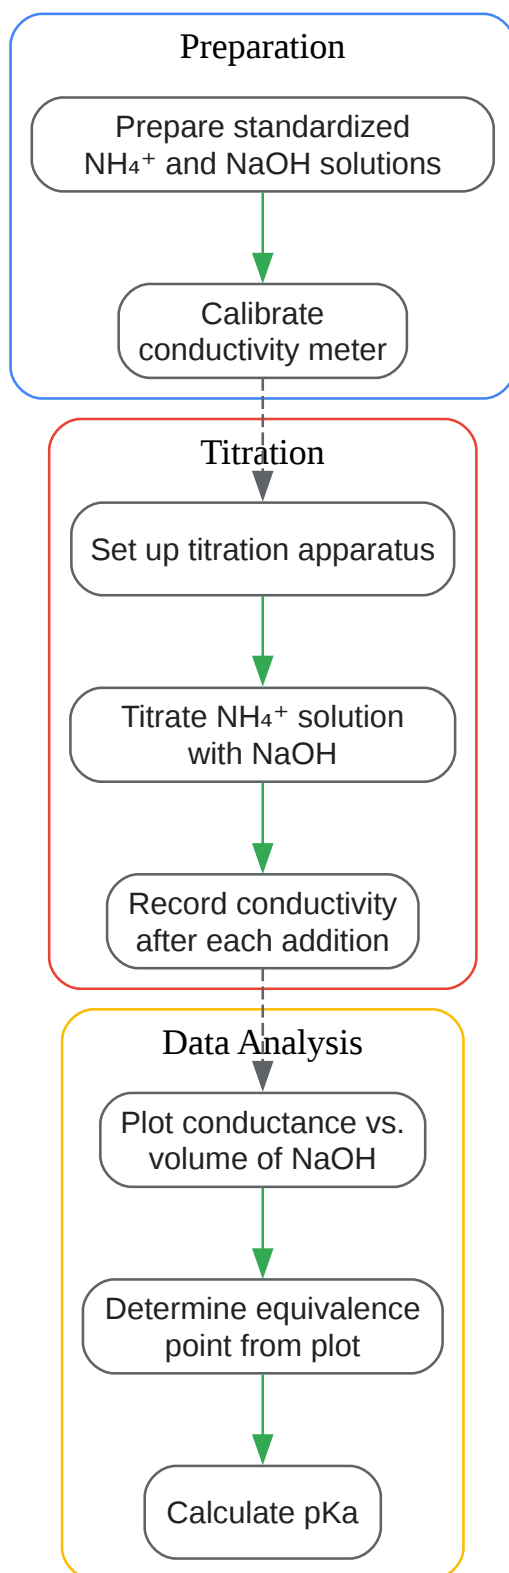 Preparation
Prepare standardized
NH₄⁺ and NaOH solutions
Calibrate
conductivity meter
Titration
Set up titration apparatus
Titrate NH₄⁺ solution
with NaOH
Record conductivity
after each addition
Data Analysis
Plot conductance vs.
volume of NaOH
Determine equivalence
point from plot
Calculate pKa